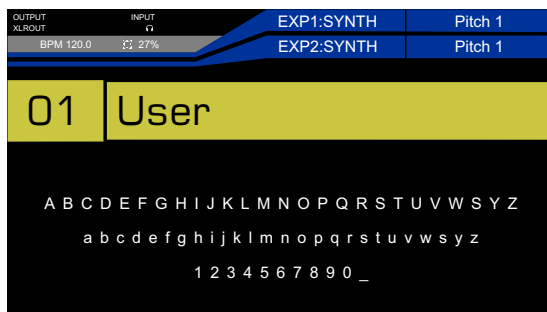 OUTPUT INPUT EXP1:SYNTH Pitch 1
XLROUT
BPM 120.0 27% EXP2:SYNTH Pitch 1
01 User
A B C D E F G H I J K L M N O P Q R S T U V W S Y Z
a b c d e f g h i j k l m n o p q r s t u v w s y z
1 2 3 4 5 6 7 8 9 0 _